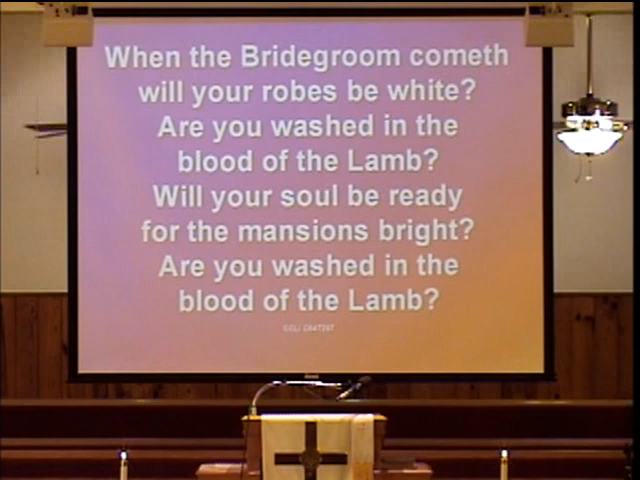 When the Bridegroom cometh
will your robes be white?
Are you washed in the
blood of the Lamb?
Will your soul be ready
for the mansions bright?
Are you washed in the
blood of the Lamb?